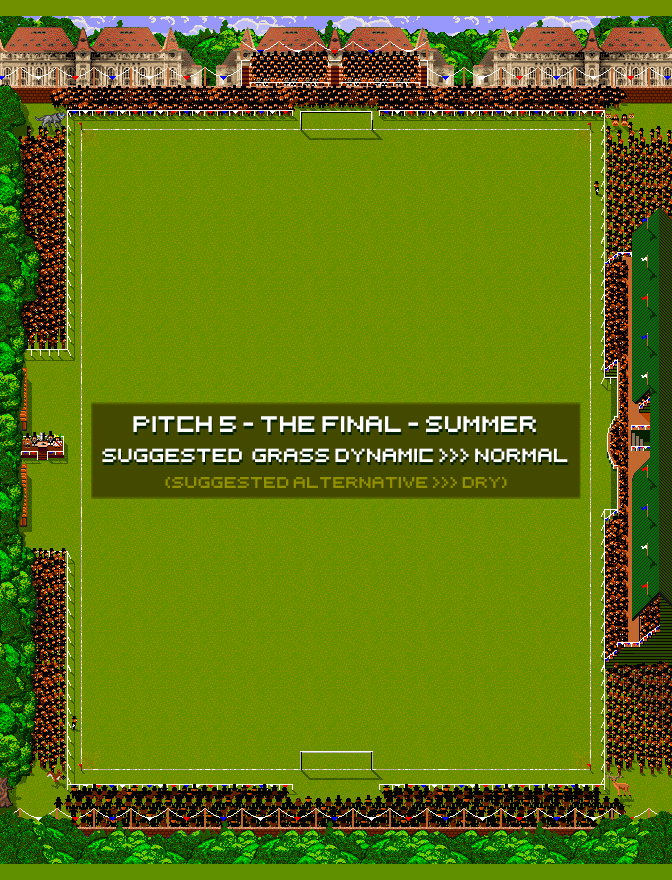 PITCH 5 - THE FINAL - SUMMER
SUGGESTED GRASS DYNAMIC >>> NORMAL
(SUGGESTED ALTERNATIVE >>> DRY)